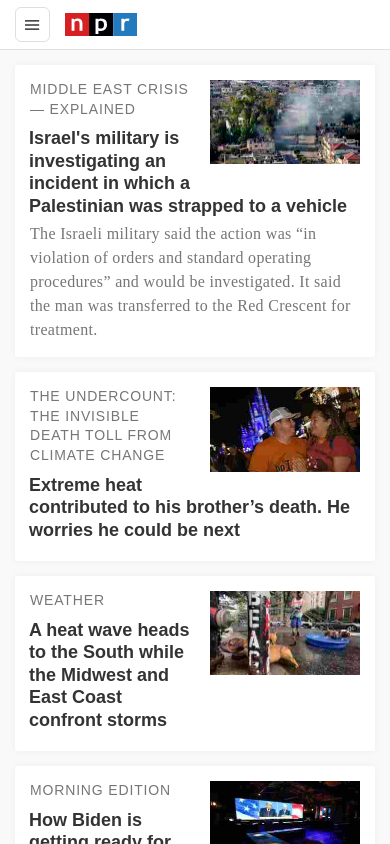 npr
MIDDLE EAST CRISIS
— EXPLAINED
Israel's military is
investigating an
incident in which a
Palestinian was strapped to a vehicle
The Israeli military said the action was “in
violation of orders and standard operating
procedures” and would be investigated. It said
the man was transferred to the Red Crescent for
treatment.
THE UNDERCOUNT:
THE INVISIBLE
DEATH TOLL FROM
CLIMATE CHANGE
Extreme heat
contributed to his brother’s death. He
worries he could be next
WEATHER
A heat wave heads
to the South while
the Midwest and
East Coast
confront storms
MORNING EDITION
How Biden is
getting ready for